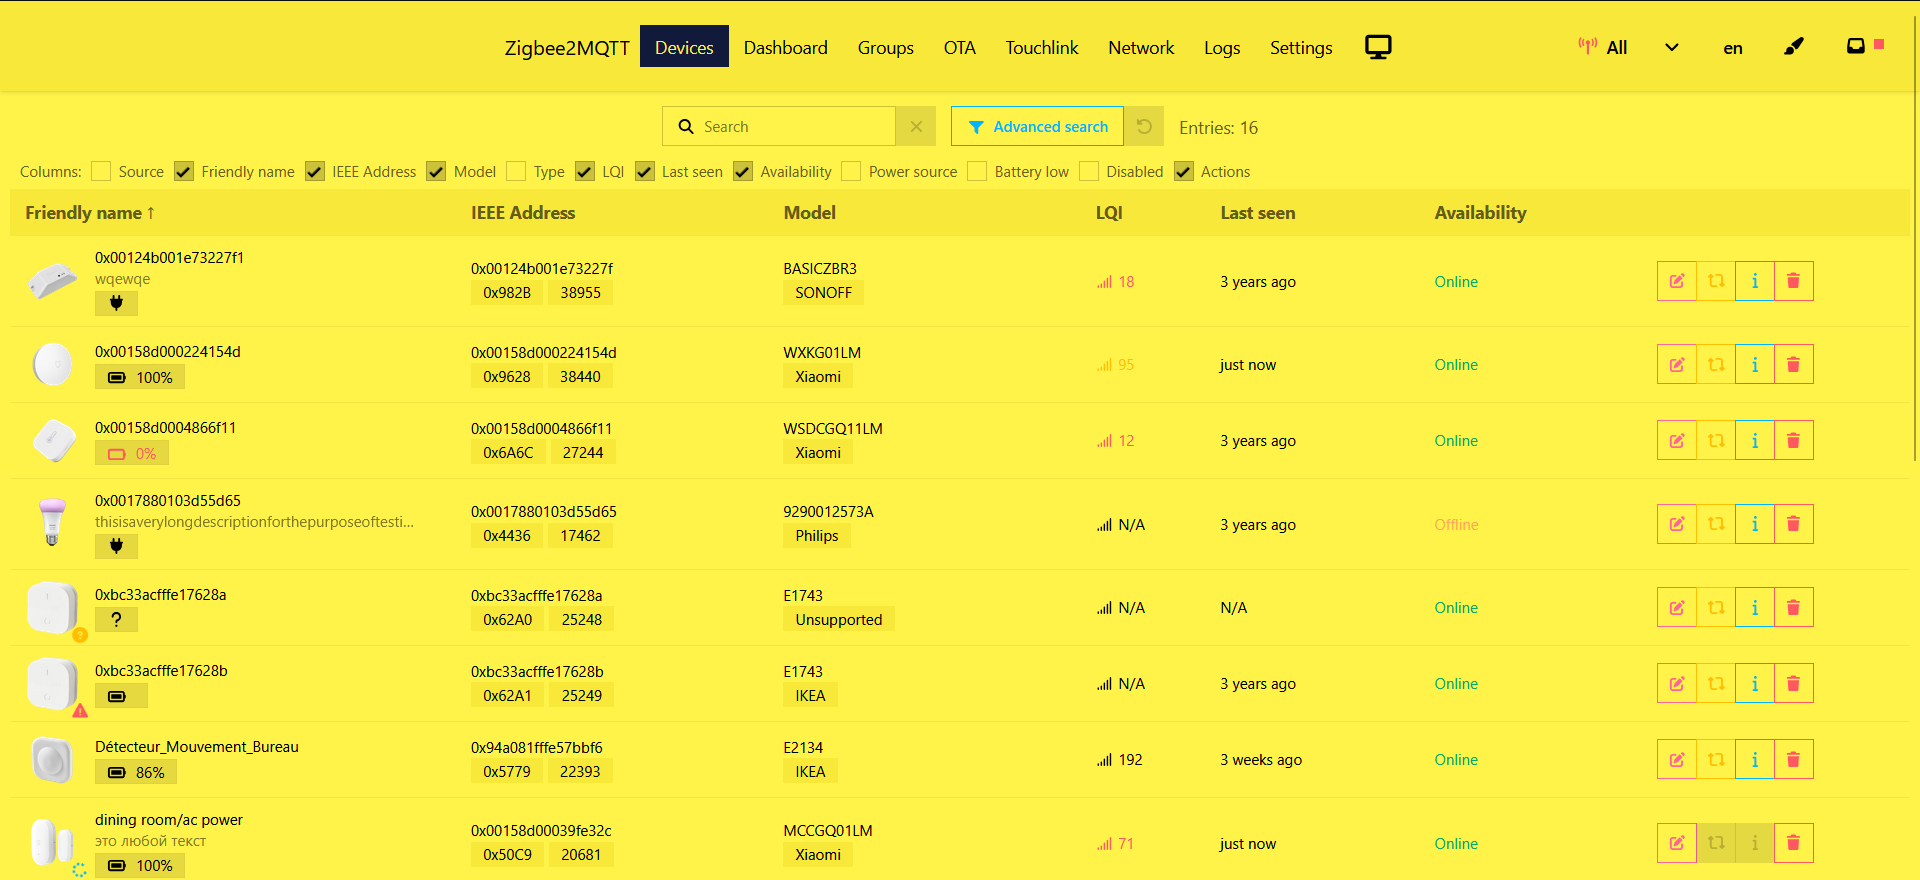 Zigbee2MQTT Devices Dashboard Groups OTA Touchlink Network Logs Settings All en
Search Advanced search Entries: 16
Columns: Source Friendly name IEEE Address Model Type LQI Last seen Availability Power source Battery low Disabled Actions
Friendly name ↑ IEEE Address Model LQI Last seen Availability
0x00124b001e73227f1
wqewqe
0x00124b001e73227f
0x982B 38955
BASICZBR3
SONOFF
18
3 years ago
Online
0x00158d000224154d
100%
0x00158d000224154d
0x9628 38440
WXKG01LM
Xiaomi
95
just now
Online
0x00158d0004866f11
0%
0x00158d0004866f11
0x6A6C 27244
WSDCGQ11LM
Xiaomi
12
3 years ago
Online
0x0017880103d55d65
thisisaverylongdescriptionforthepurposeoftesti...
0x0017880103d55d65
0x4436 17462
9290012573A
Philips
N/A
3 years ago
Offline
0xbc33acfffe17628a
?
0xbc33acfffe17628a
0x62A0 25248
E1743
Unsupported
N/A
N/A
Online
0xbc33acfffe17628b
0xbc33acfffe17628b
0x62A1 25249
E1743
IKEA
N/A
3 years ago
Online
Détecteur_Mouvement_Bureau
86%
0x94a081fffe57bbf6
0x5779 22393
E2134
IKEA
192
3 weeks ago
Online
dining room/ac power
это любой текст
100%
0x00158d00039fe32c
0x50C9 20681
MCCGQ01LM
Xiaomi
71
just now
Online